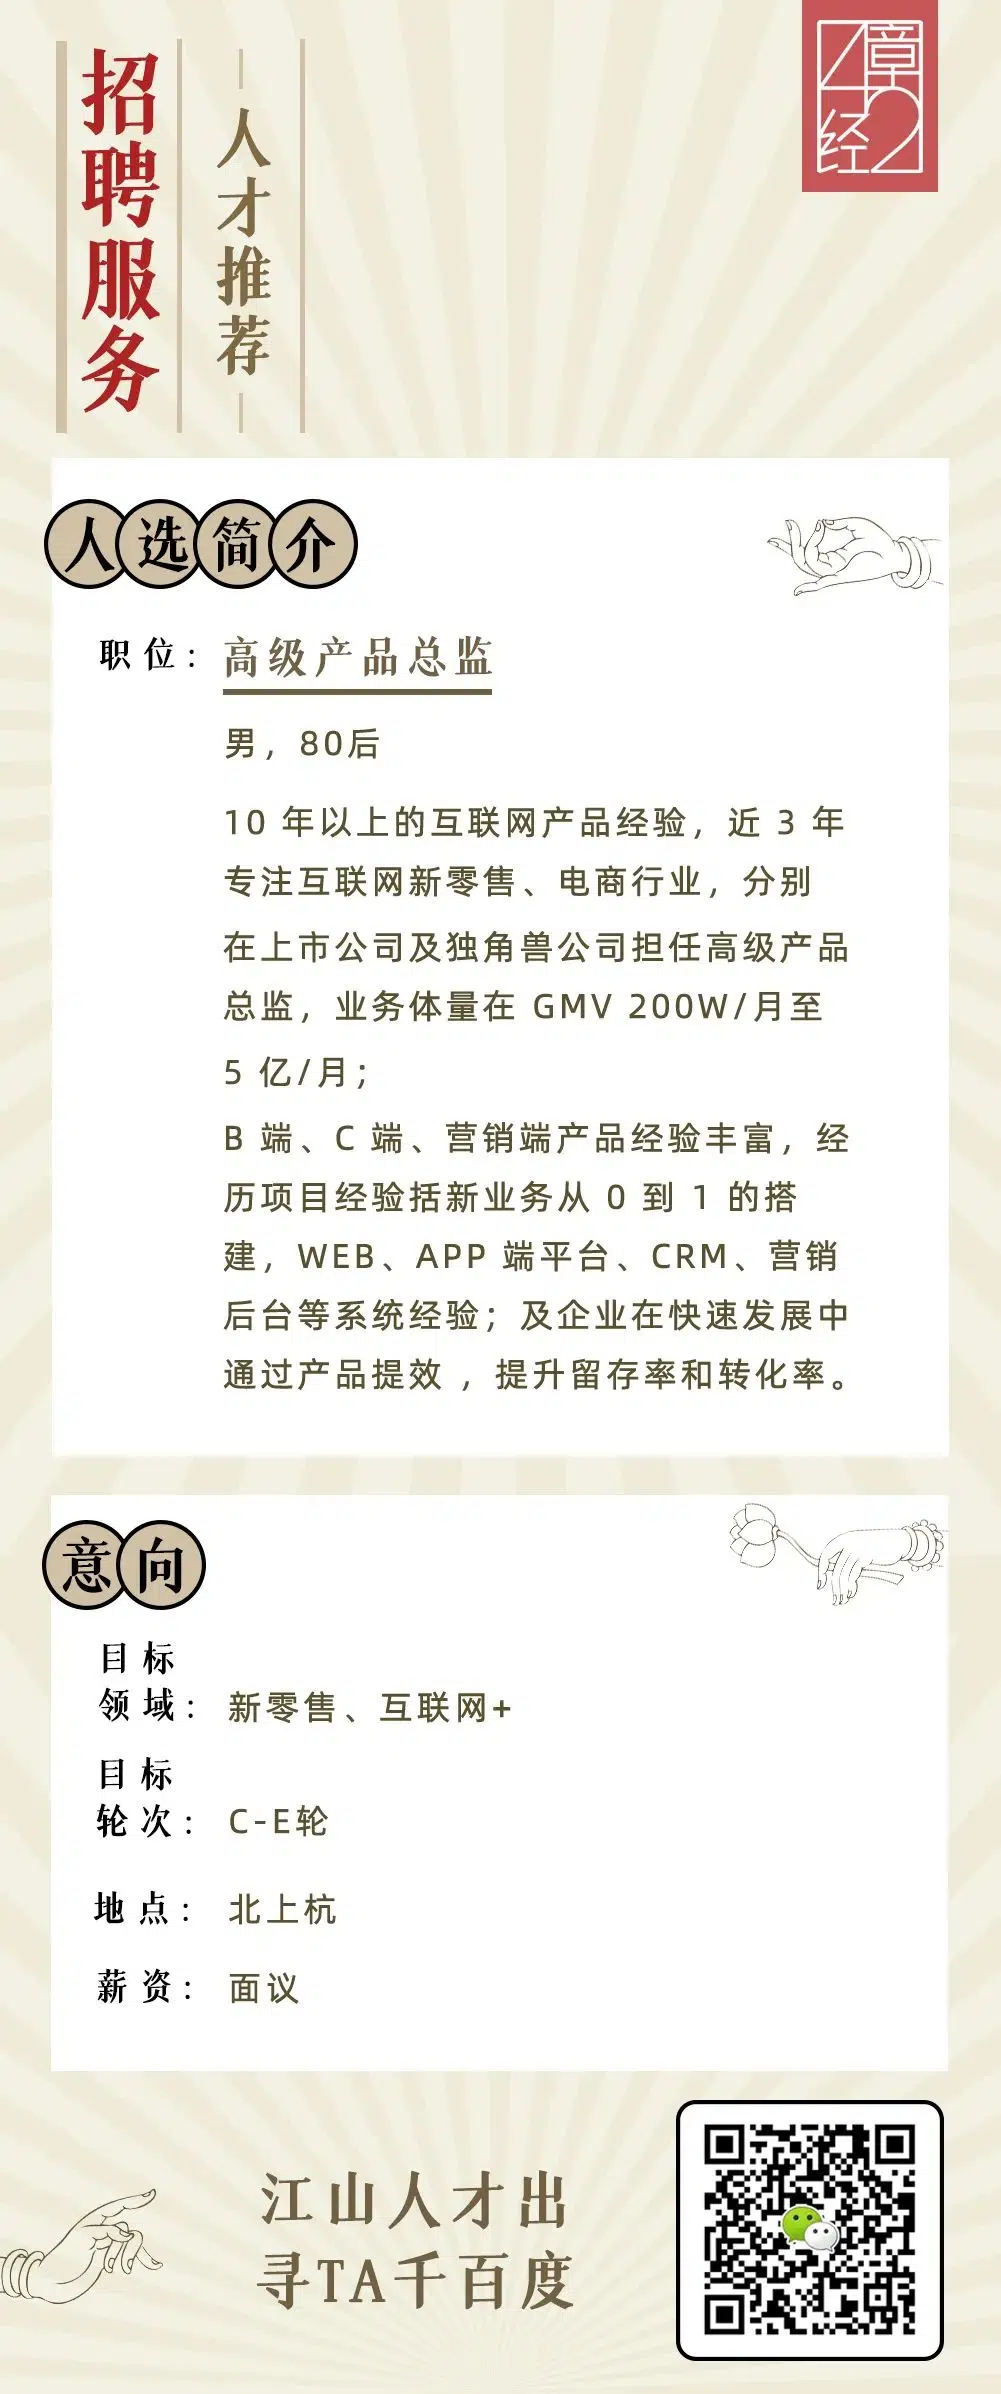 招聘服务
人才推荐
42章经
人选简介
职位：高级产品总监
男，80后
10 年以上的互联网产品经验，近 3 年
专注互联网新零售、电商行业，分别
在上市公司及独角兽公司担任高级产品
总监，业务体量在 GMV 200W/月至
5 亿/月；
B 端、C 端、营销端产品经验丰富，经
历项目经验括新业务从 0 到 1 的搭
建，WEB、APP 端平台、CRM、营销
后台等系统经验；及企业在快速发展中
通过产品提效 ，提升留存率和转化率。
意向
目标
领域：新零售、互联网+
目标
轮次：C-E轮
地点：北上杭
薪资：面议
江山人才出
寻TA千百度